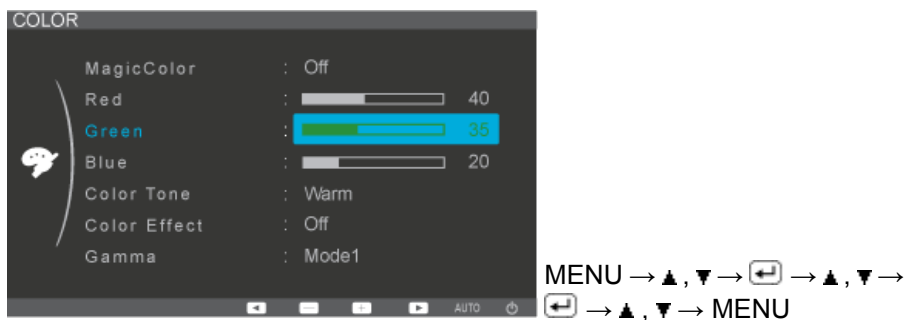 COLOR
MagicColor : Off
Red : 40
Green : 35
Blue : 20
Color Tone : Warm
Color Effect : Off
Gamma : Mode1
AUTO
MENU → ▲ , ▼ → ↵ → ▲ , ▼ →
↵ → ▲ , ▼ → MENU